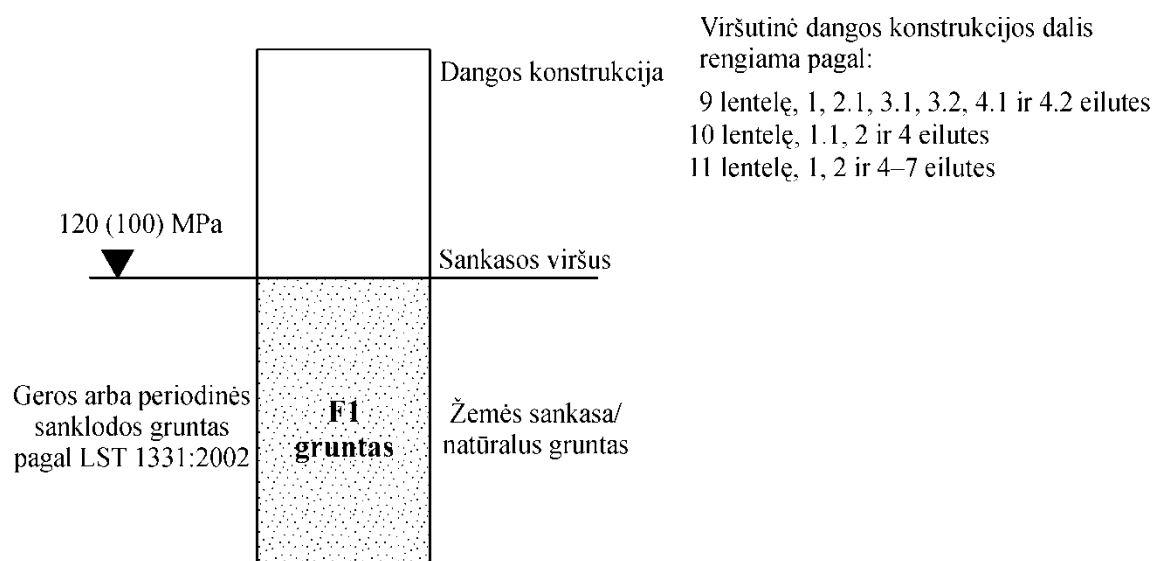 Viršutinė dangos konstrukcijos dalis
rengiama pagal:
9 lentelę, 1, 2.1, 3.1, 3.2, 4.1 ir 4.2 eilutes
10 lentelę, 1.1, 2 ir 4 eilutes
11 lentelę, 1, 2 ir 4–7 eilutes
Dangos konstrukcija
120 (100) MPa
Sankasos viršus
Geros arba periodinės
sanklodos gruntas
pagal LST 1331:2002
F1
gruntas
Žemės sankasa/
natūralus gruntas